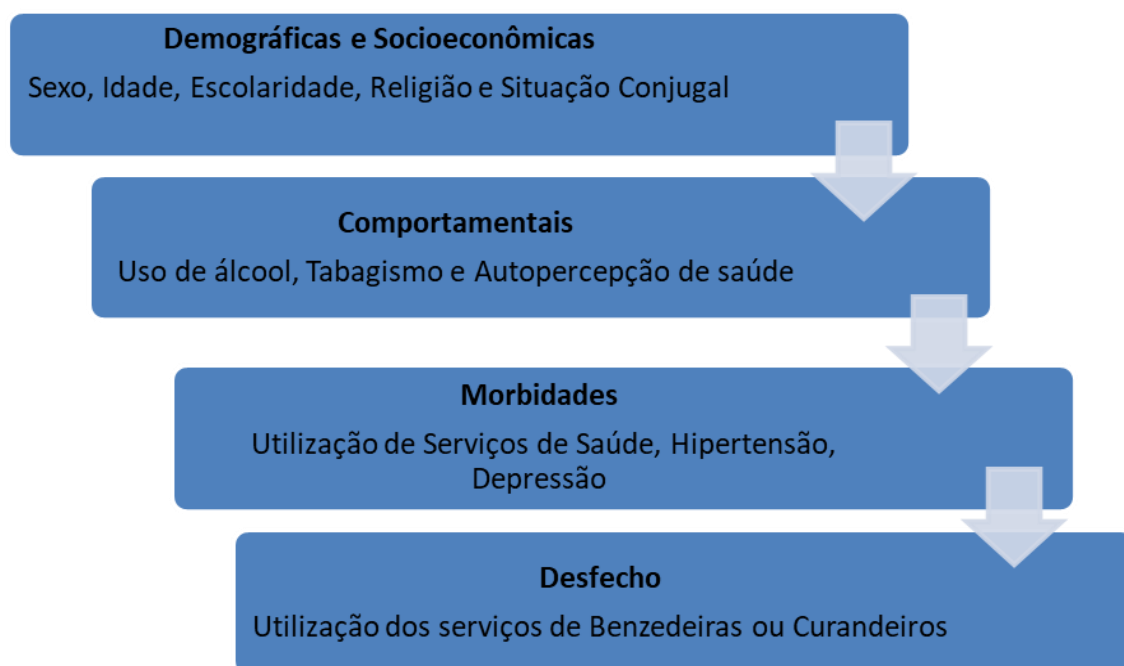 Demográficas e Socioeconômicas
Sexo, Idade, Escolaridade, Religião e Situação Conjugal
Comportamentais
Uso de álcool, Tabagismo e Autopercepção de saúde
Morbidades
Utilização de Serviços de Saúde, Hipertensão,
Depressão
Desfecho
Utilização dos serviços de Benzedeiras ou Curandeiros